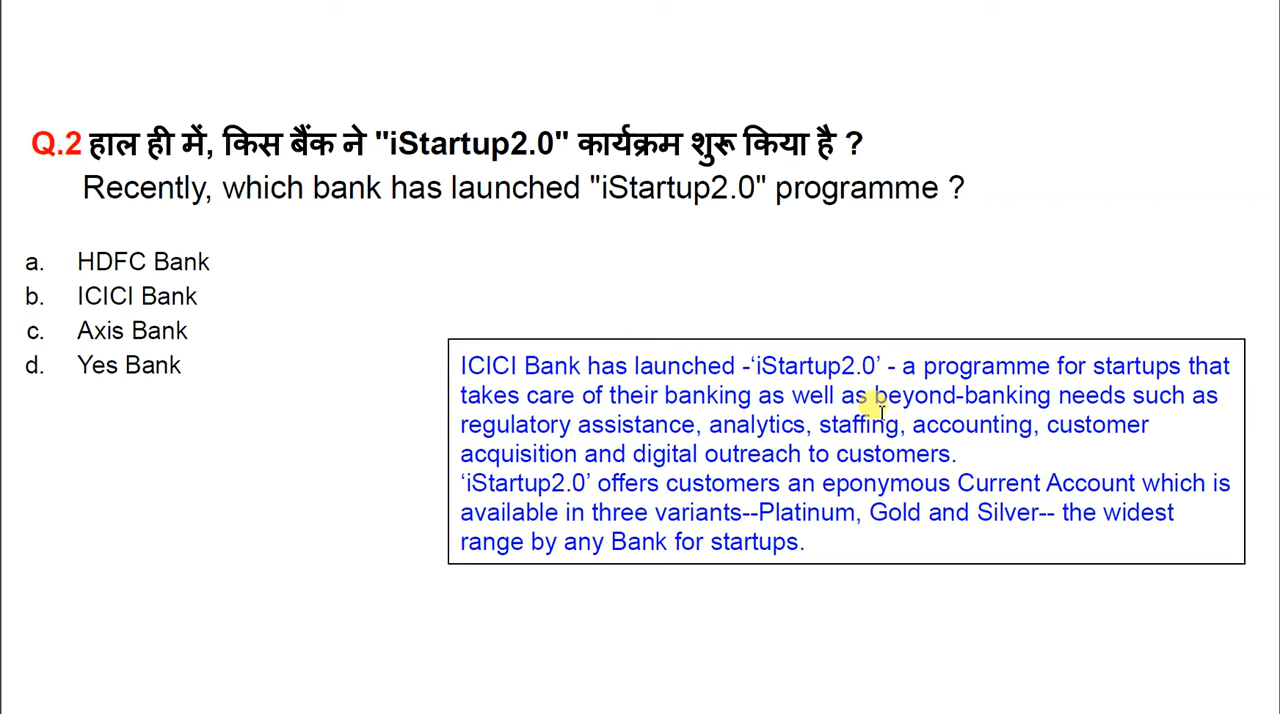 Q.2 हाल ही में, किस बैंक ने "iStartup2.0" कार्यक्रम शुरू किया है ?
Recently, which bank has launched "iStartup2.0" programme ?
a. HDFC Bank
b. ICICI Bank
c. Axis Bank
d. Yes Bank
ICICI Bank has launched -‘iStartup2.0’ - a programme for startups that
takes care of their banking as well as beyond-banking needs such as
regulatory assistance, analytics, staffing, accounting, customer
acquisition and digital outreach to customers.
‘iStartup2.0’ offers customers an eponymous Current Account which is
available in three variants--Platinum, Gold and Silver-- the widest
range by any Bank for startups.